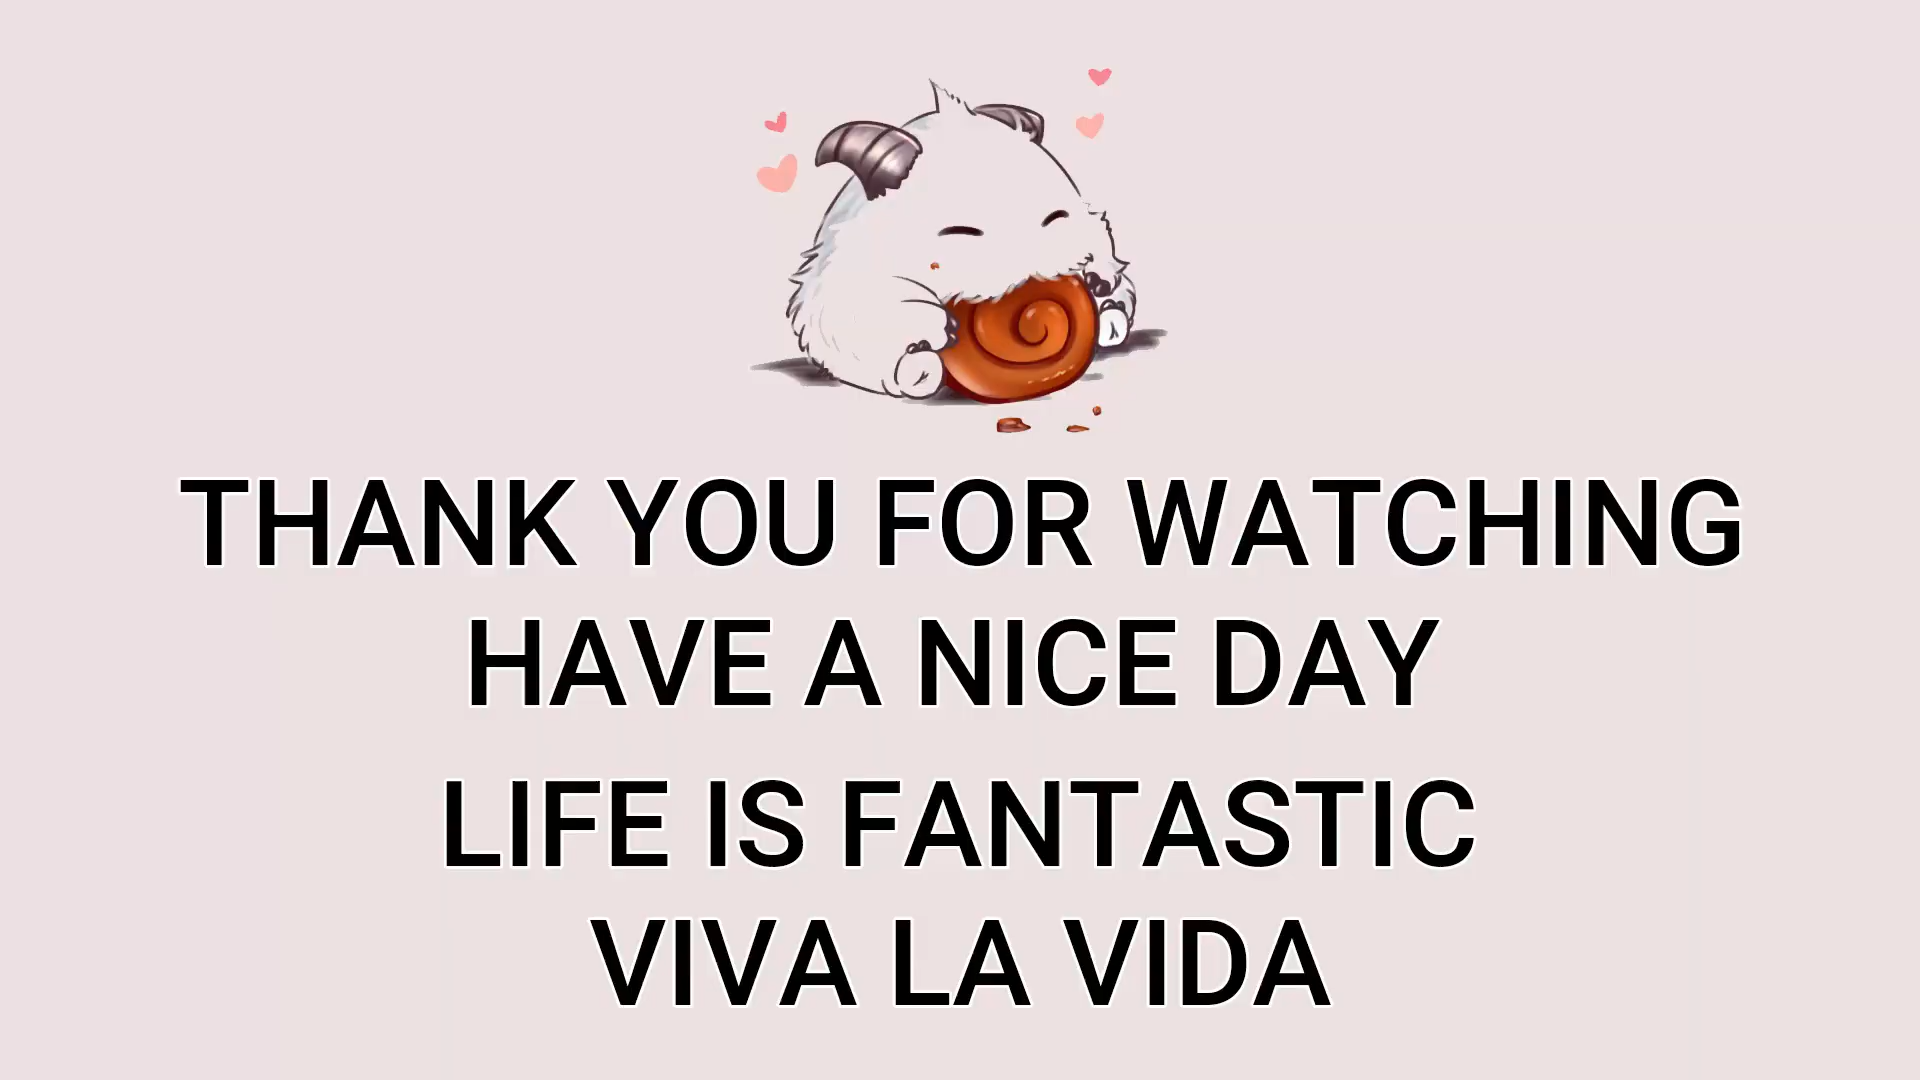 THANK YOU FOR WATCHING
HAVE A NICE DAY
LIFE IS FANTASTIC
VIVA LA VIDA